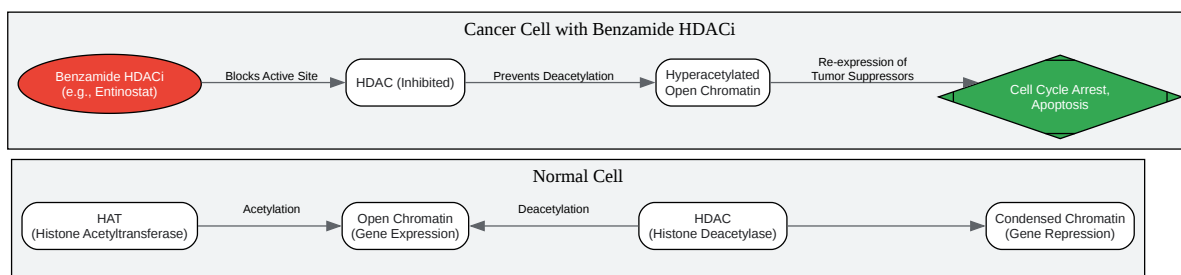 Cancer Cell with Benzamide HDACi
Benzamide HDACi
(e.g., Entinostat)
Blocks Active Site
HDAC (Inhibited)
Prevents Deacetylation
Hyperacetylated
Open Chromatin
Re-expression of
Tumor Suppressors
Cell Cycle Arrest,
Apoptosis
Normal Cell
HAT
(Histone Acetyltransferase)
Acetylation
Open Chromatin
(Gene Expression)
Deacetylation
HDAC
(Histone Deacetylase)
Condensed Chromatin
(Gene Repression)